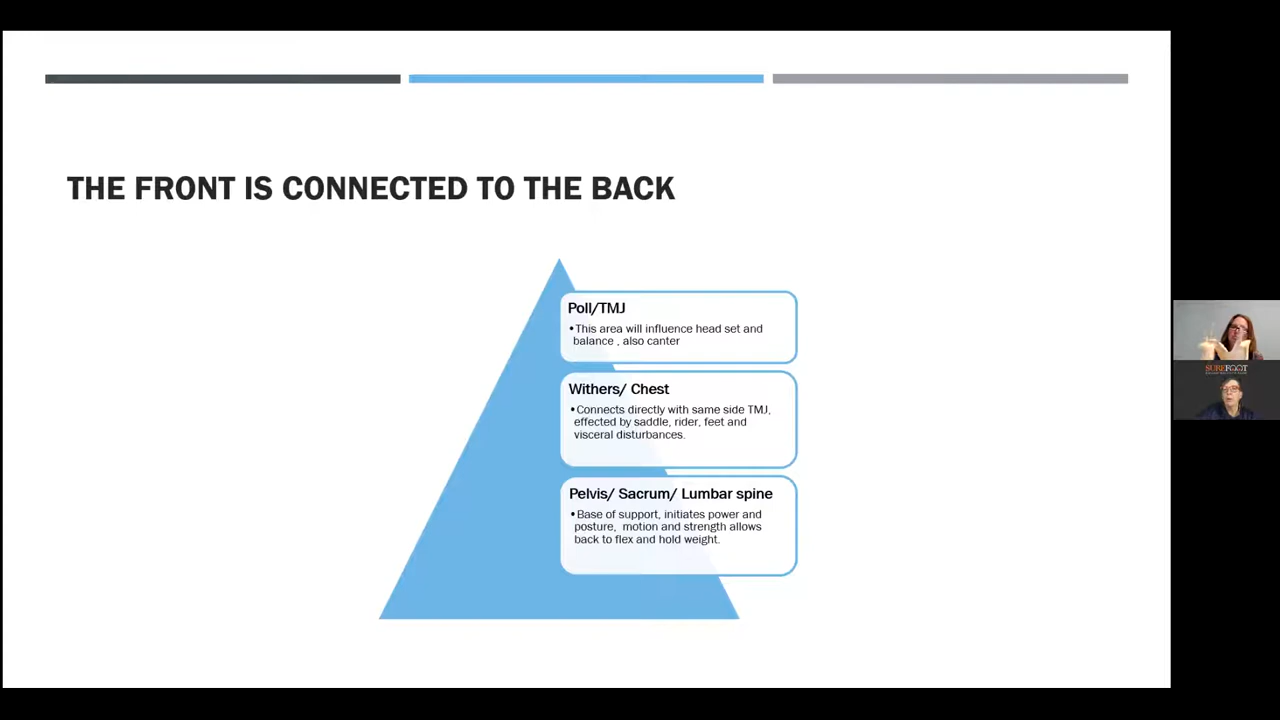 THE FRONT IS CONNECTED TO THE BACK
Poll/TMJ
•This area will influence head set and
balance , also canter
Withers/ Chest
•Connects directly with same side TMJ,
effected by saddle, rider, feet and
visceral disturbances.
Pelvis/ Sacrum/ Lumbar spine
•Base of support, initiates power and
posture, motion and strength allows
back to flex and hold weight.
SUREFOOT